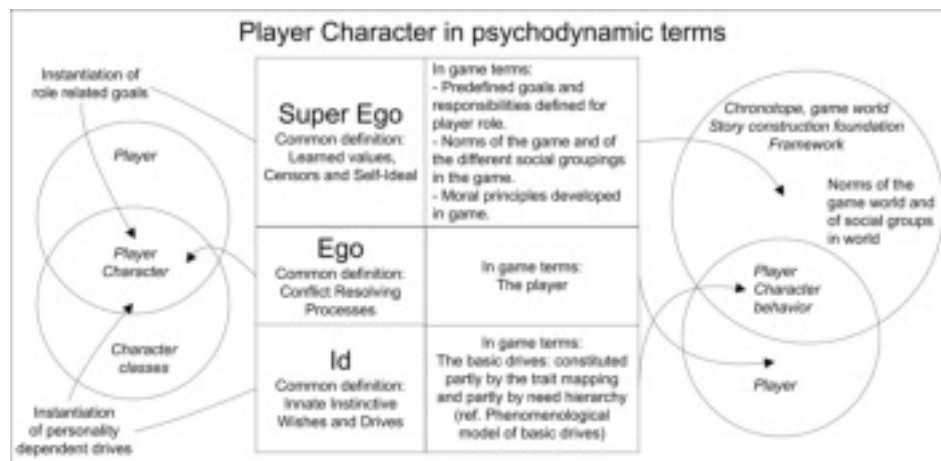 Player Character in psychodynamic terms
Instantiation of
role related goals
Player
Player
Character
Character
classes
Instantiation
of personality
dependent drives
Super Ego
Common definition:
Learned values,
Censors and Self-Ideal
In game terms:
- Predefined goals and
responsibilities defined for
player role.
- Norms of the game and of
the different social groupings
in the game.
- Moral principles developed
in game.
Ego
Common definition:
Conflict Resolving
Processes
In game terms:
The player
Id
Common definition:
Innate Instinctive
Wishes and Drives
In game terms:
The basic drives: constituted
partly by the trait mapping
and partly by need hierarchy
(ref. Phenomenological
model of basic drives)
Chronotope, game world
Story construction foundation
Framework
Norms of the
game world and
of social groups
in world
Player
Character
behavior
Player